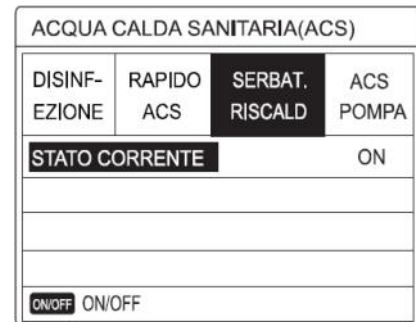 ACQUA CALDA SANITARIA(ACS)
DISINF-
EZIONE
RAPIDO
ACS
SERBAT.
RISCALD
ACS
POMPA
STATO CORRENTE ON
ON/OFF ON/OFF